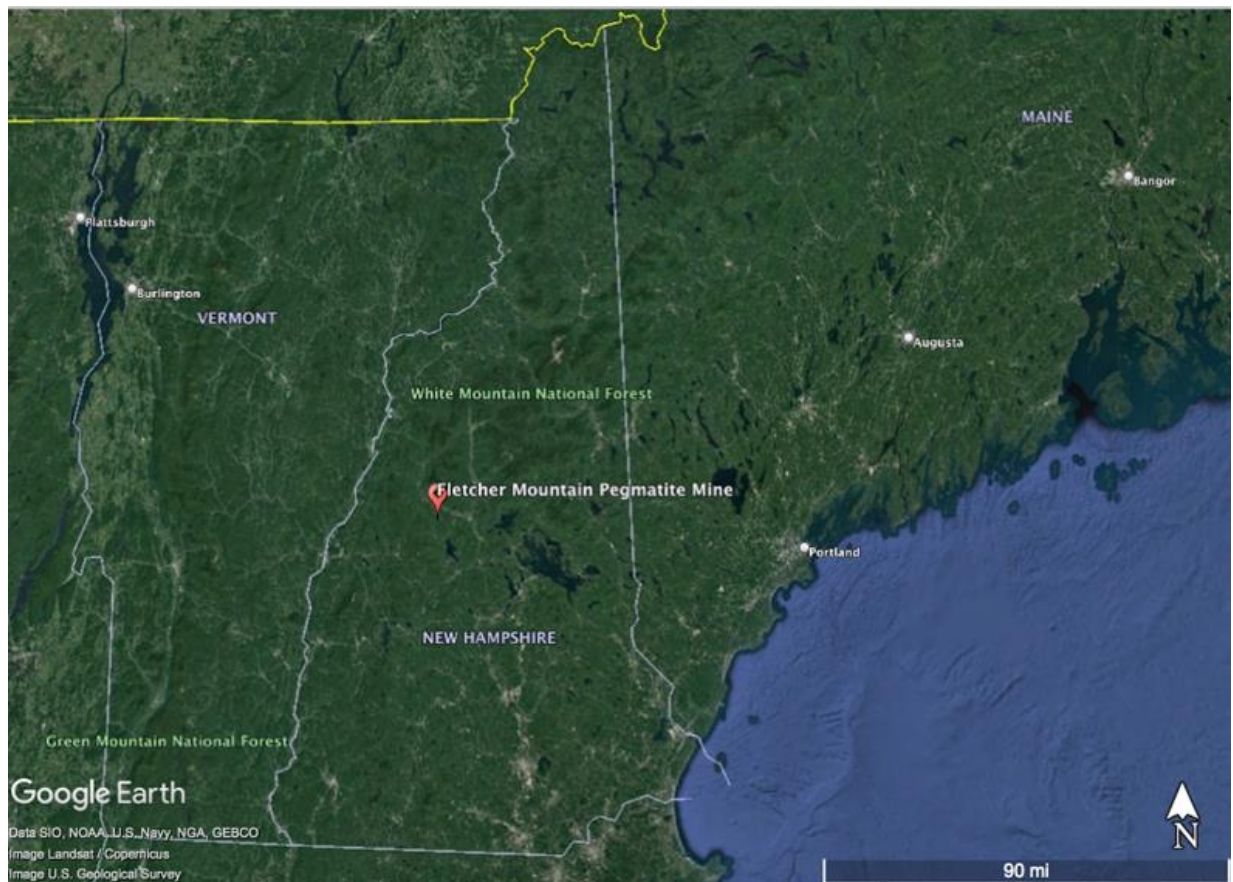 MAINE
Bangor
Plattsburgh
Burlington
VERMONT
Augusta
White Mountain National Forest
Fletcher Mountain Pegmatite Mine
Portland
NEW HAMPSHIRE
Green Mountain National Forest
Google Earth
Data SIO, NOAA, U.S. Navy, NGA, GEBCO
Image Landsat / Copernicus
Image U.S. Geological Survey
N
90 mi